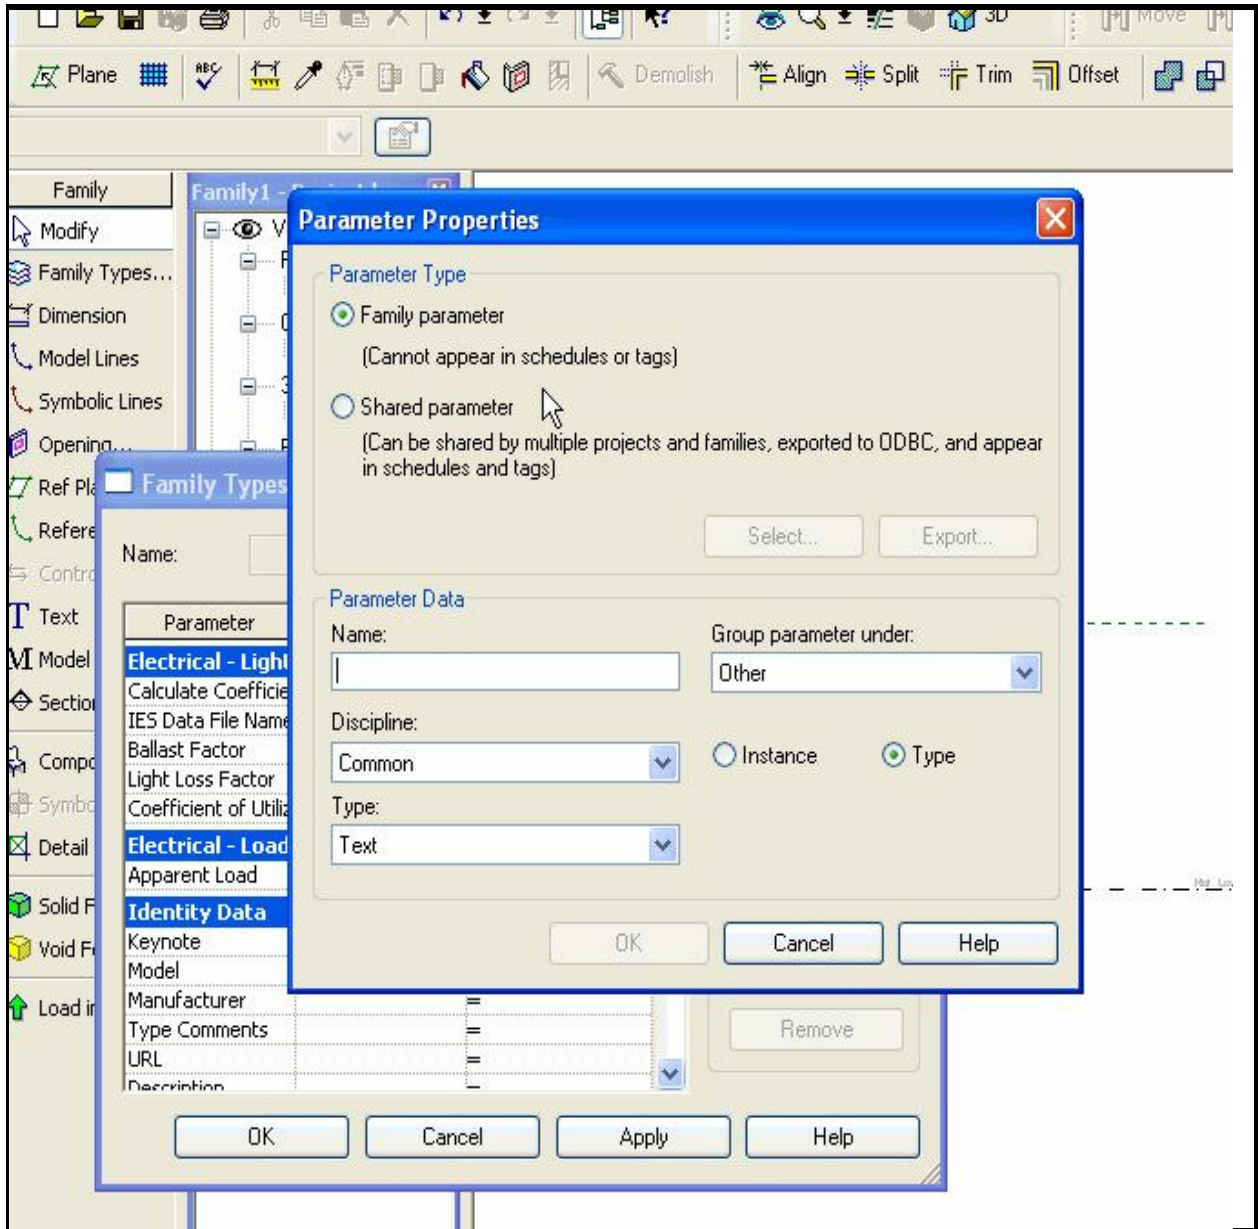 3D Move
Plane ABC Demolish Align Split Trim Offset
Family
Family1 -
Modify
Family Types...
Dimension
Model Lines
Symbolic Lines
Opening...
Ref Pla
Refere
Contro
Text
Model
Section
Compo
Symbo
Detail
Solid F
Void F
Load in
Parameter Properties
Parameter Type
Family parameter
(Cannot appear in schedules or tags)
Shared parameter
(Can be shared by multiple projects and families, exported to ODBC, and appear
in schedules and tags)
Select... Export...
Parameter Data
Name: Group parameter under:
Other
Discipline:
Common Instance Type
Type:
Text
OK Cancel Help
Family Types
Name:
Parameter
Electrical - Light
Calculate Coefficie
IES Data File Name
Ballast Factor
Light Loss Factor
Coefficient of Utiliz
Electrical - Load
Apparent Load
Identity Data
Keynote
Model
Manufacturer =
Type Comments =
URL =
Description =
Remove
OK Cancel Apply Help